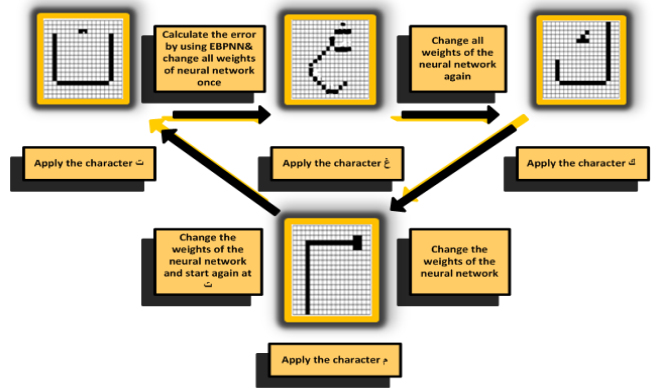 Calculate the error
by using EBPNN&
change all weights
of neural network
once
Change all
weights of the
neural network
again
Apply the character ت
Apply the character غ
Apply the character ك
Change the
weights of the
neural network
and start again at
ت
Change the
weights of the
neural network
Apply the character م